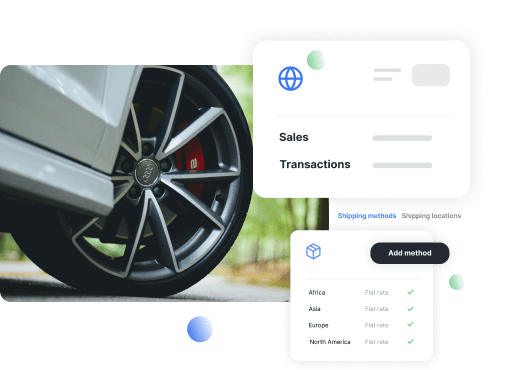 Sales
Transactions
Shipping methods Shipping locations
Add method
Africa Flat rate
Asia Flat rate
Europe Flat rate
North America Flat rate